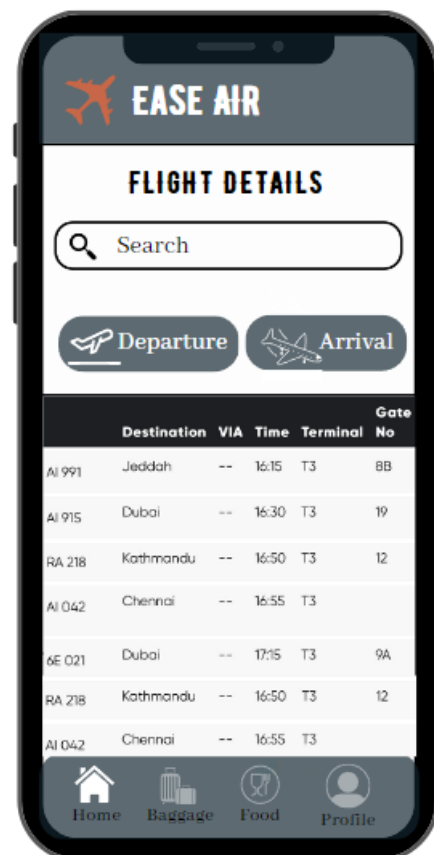 EASE AIR
FLIGHT DETAILS
Search
Departure Arrival
Destination VIA Time Terminal Gate No
AI 991 Jeddah -- 16:15 T3 8B
AI 915 Dubai -- 16:30 T3 19
RA 218 Kathmandu -- 16:50 T3 12
AI 042 Chennai -- 16:55 T3
6E 021 Dubai -- 17:15 T3 9A
RA 218 Kathmandu -- 16:50 T3 12
AI 042 Chennai -- 16:55 T3
Home Baggage Food Profile